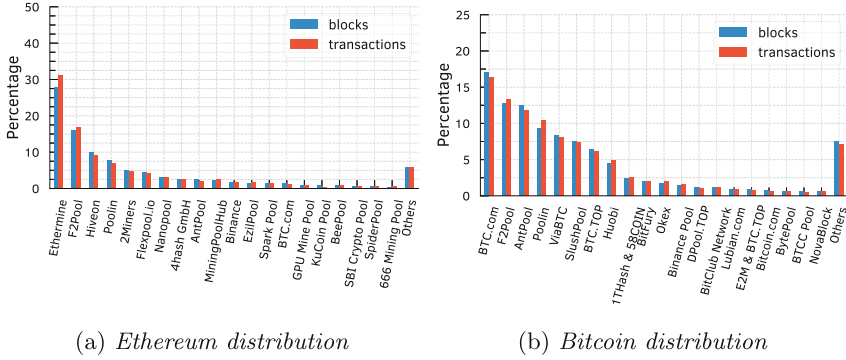 50
40
30
20
10
0
Percentage
blocks
transactions
Ethermine
F2Pool
Hiveon
Poolin
2Miners
Flexpool.io
Nanopool
4hash GmbH
AntPool
MiningPoolHub
Binance
EzilPool
Spark Pool
BTC.com
GPU Mine Pool
KuCoin Pool
BeePool
SBI Crypto Pool
SpiderPool
666 Mining Pool
Others
(a) Ethereum distribution
25
20
15
10
5
0
Percentage
blocks
transactions
BTC.com
F2Pool
AntPool
Poolin
ViaBTC
SlushPool
BTC.TOP
Huobi
1THash & 58COIN
BitFury
Okex
Binance Pool
DPool.TOP
BitClub Network
Lubian.com
E2M & BTC.TOP
Bitcoin.com
BytePool
BTCC Pool
NovaBlock
Others
(b) Bitcoin distribution